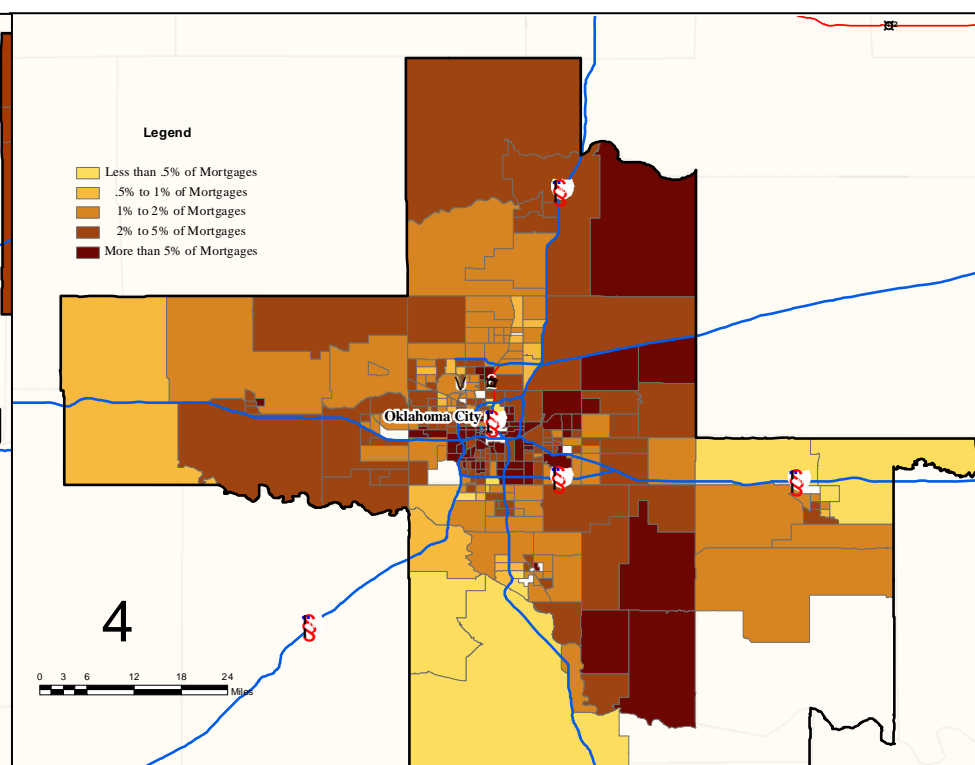 Legend
Less than .5% of Mortgages
.5% to 1% of Mortgages
1% to 2% of Mortgages
2% to 5% of Mortgages
More than 5% of Mortgages
Oklahoma City
4
0 3 6 12 18 24
Miles